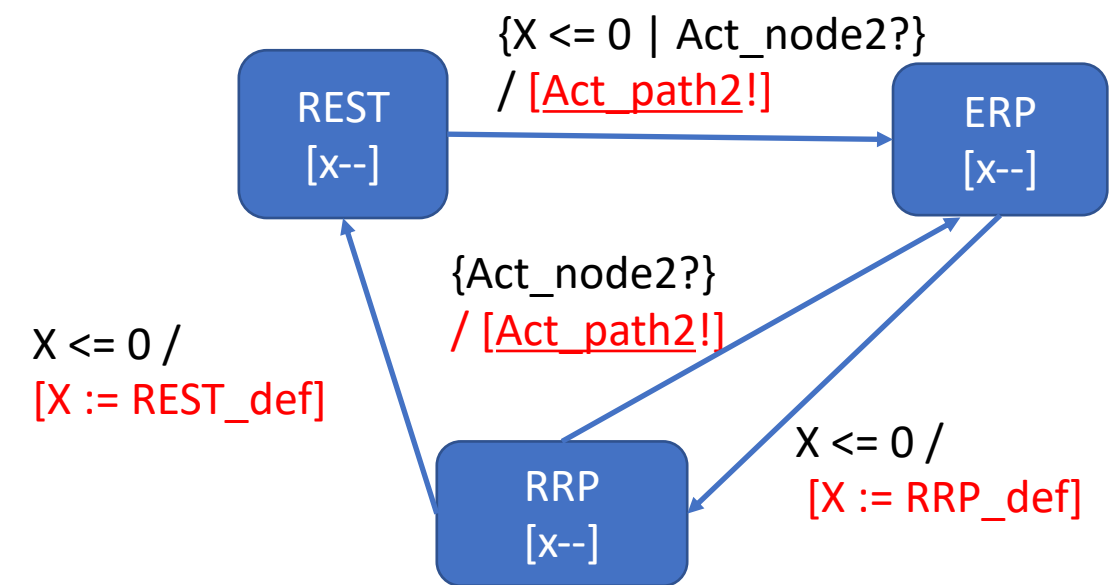 {X <= 0 | Act_node2?}
/ [Act_path2!]
REST
[x--]
ERP
[x--]
{Act_node2?}
/ [Act_path2!]
X <= 0 /
[X := REST_def]
X <= 0 /
[X := RRP_def]
RRP
[x--]